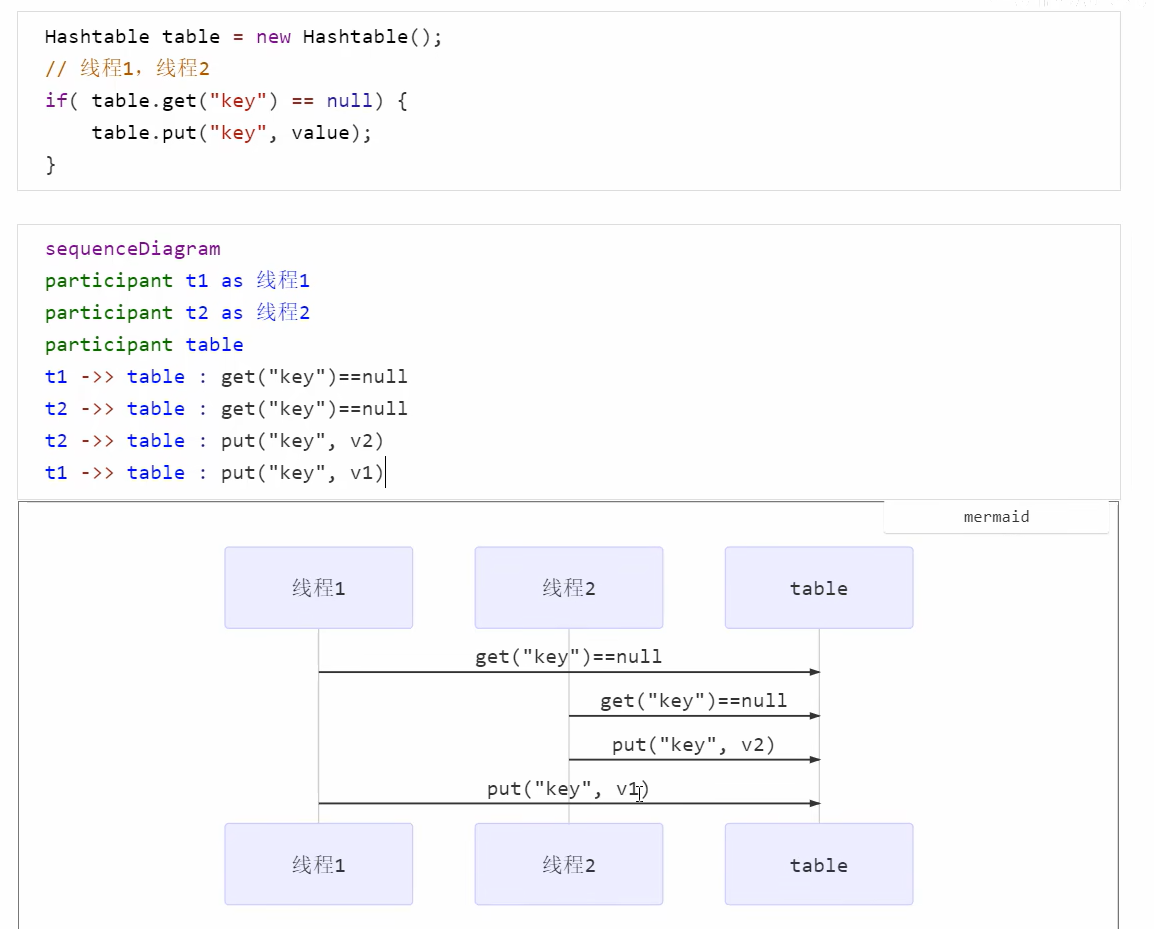 Hashtable table = new Hashtable();
// 线程1，线程2
if( table.get("key") == null) {
    table.put("key", value);
}
sequenceDiagram
participant t1 as 线程1
participant t2 as 线程2
participant table
t1 ->> table : get("key")==null
t2 ->> table : get("key")==null
t2 ->> table : put("key", v2)
t1 ->> table : put("key", v1)
mermaid
线程1 线程2 table
get("key")==null
get("key")==null
put("key", v2)
put("key", v1)
线程1 线程2 table